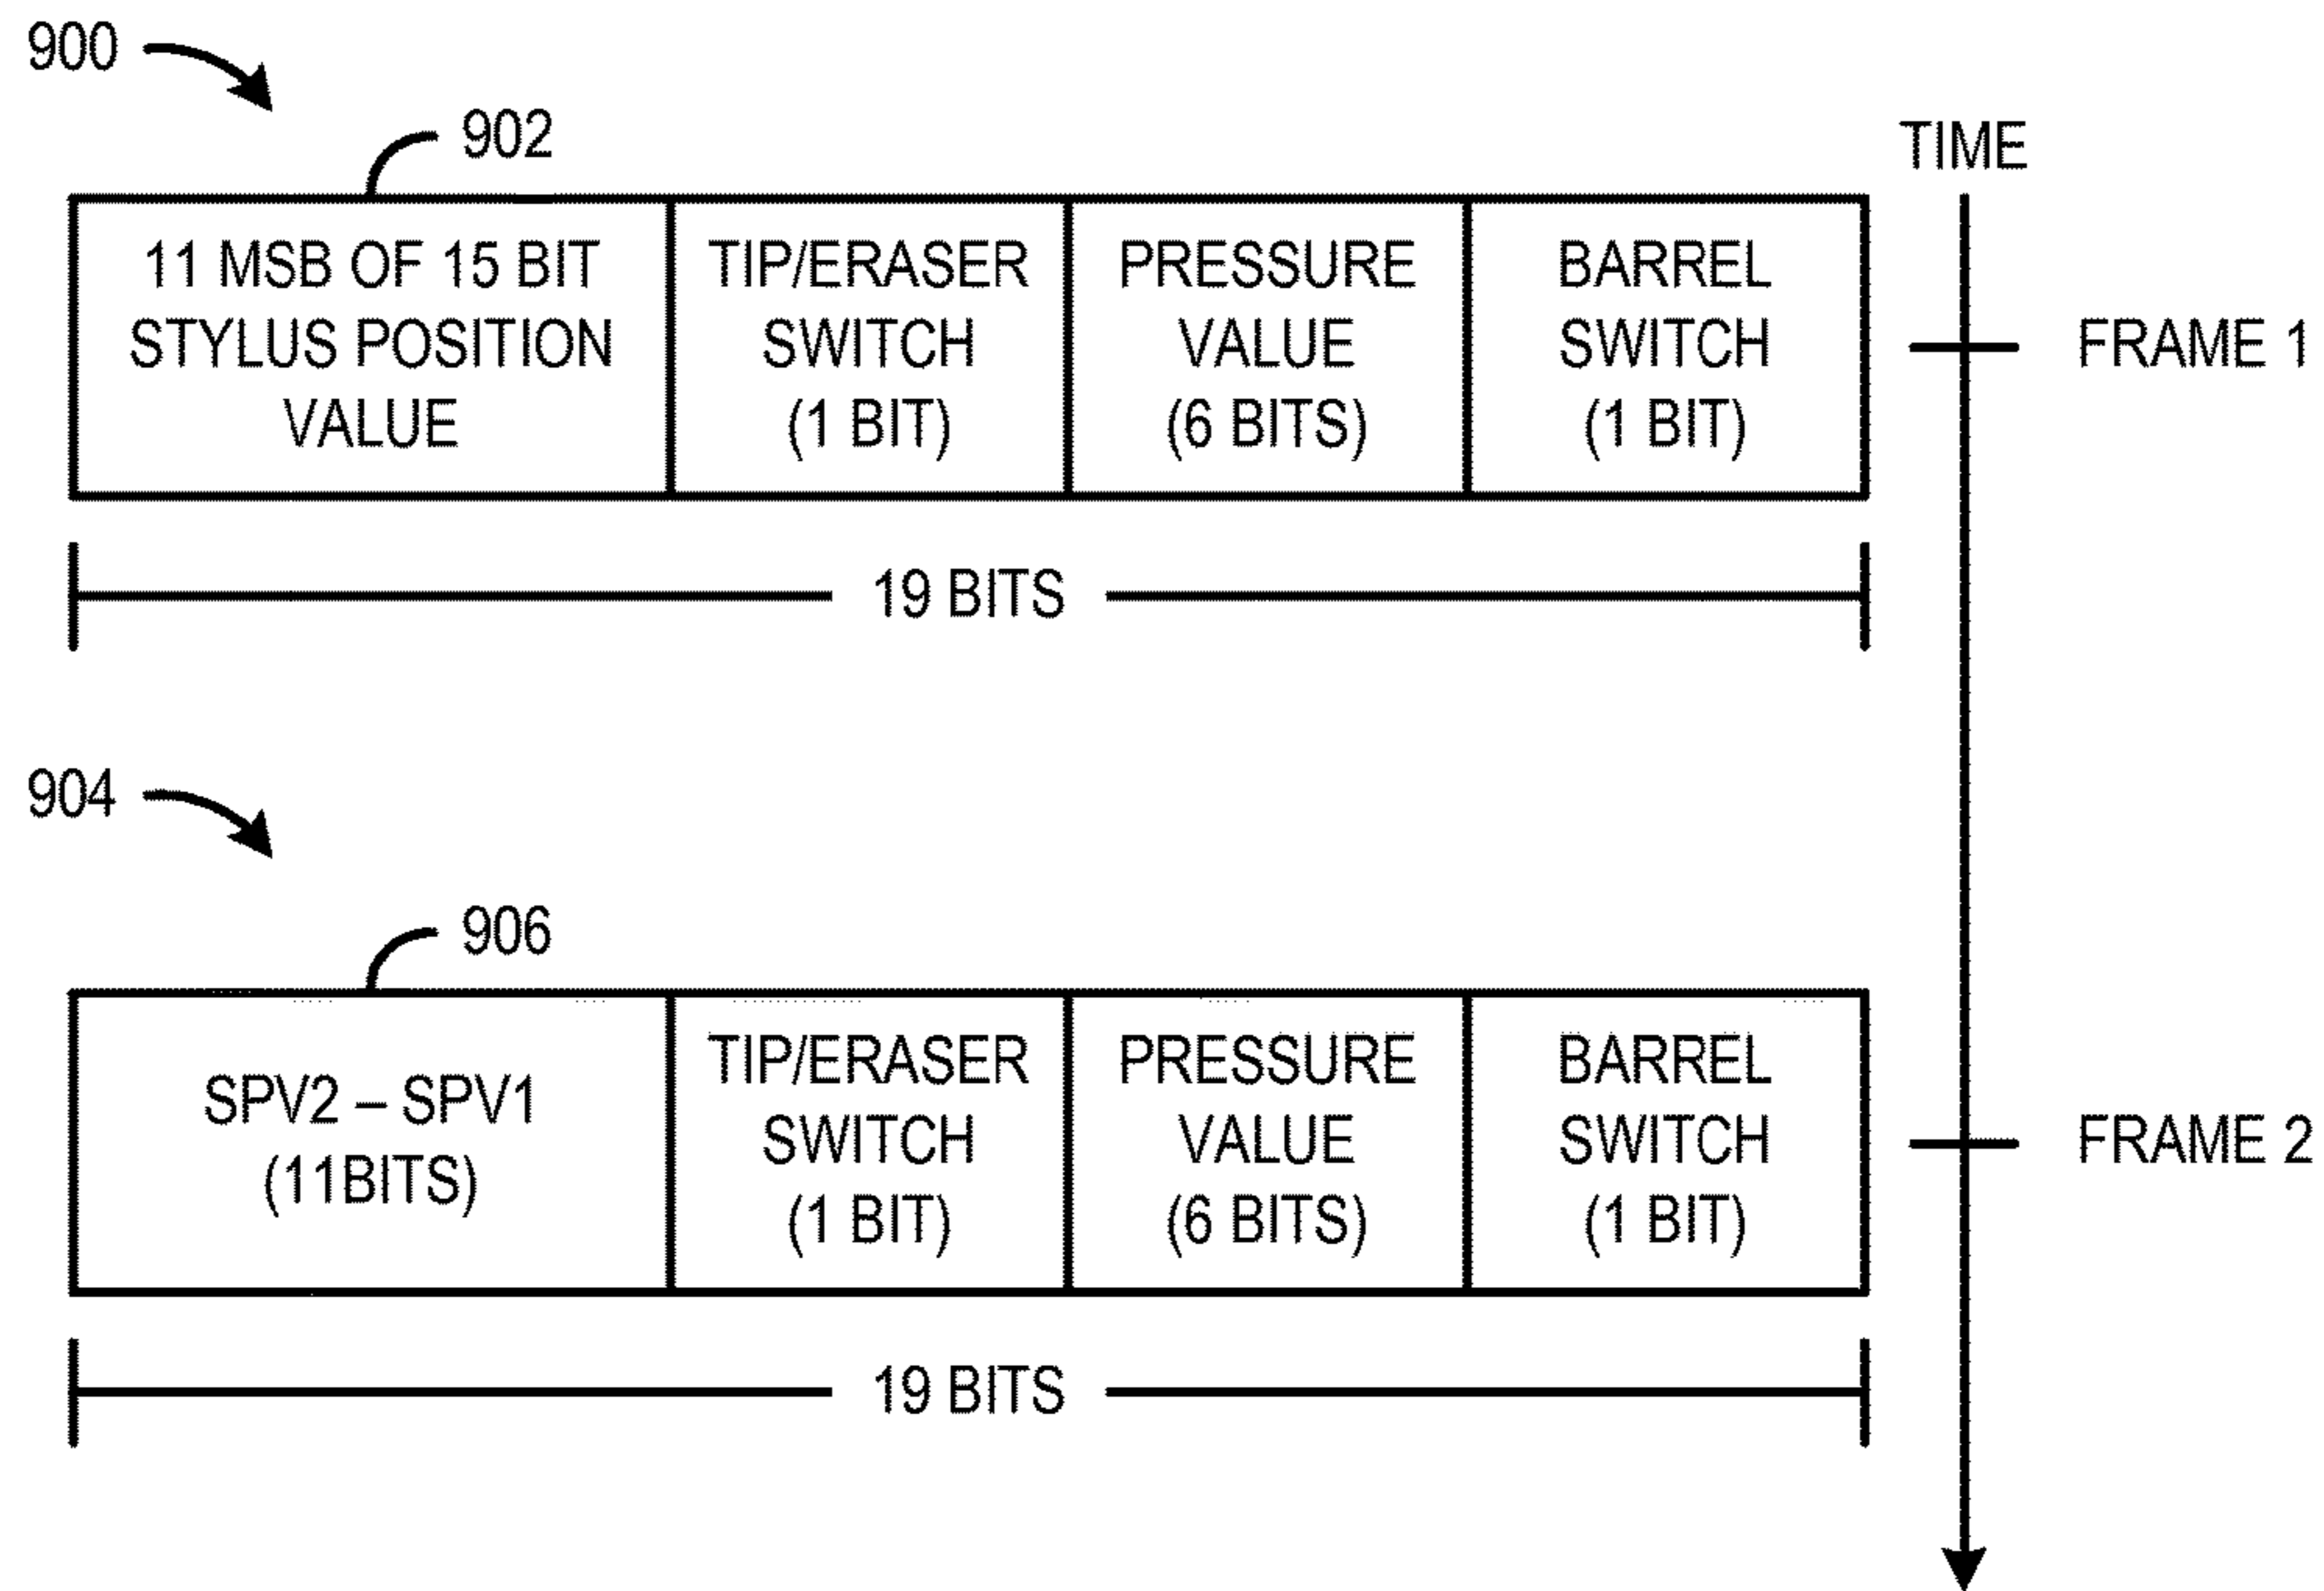 900
902
TIME
11 MSB OF 15 BIT
STYLUS POSITION
VALUE
TIP/ERASER
SWITCH
(1 BIT)
PRESSURE
VALUE
(6 BITS)
BARREL
SWITCH
(1 BIT)
FRAME 1
19 BITS
904
906
SPV2 – SPV1
(11BITS)
TIP/ERASER
SWITCH
(1 BIT)
PRESSURE
VALUE
(6 BITS)
BARREL
SWITCH
(1 BIT)
FRAME 2
19 BITS